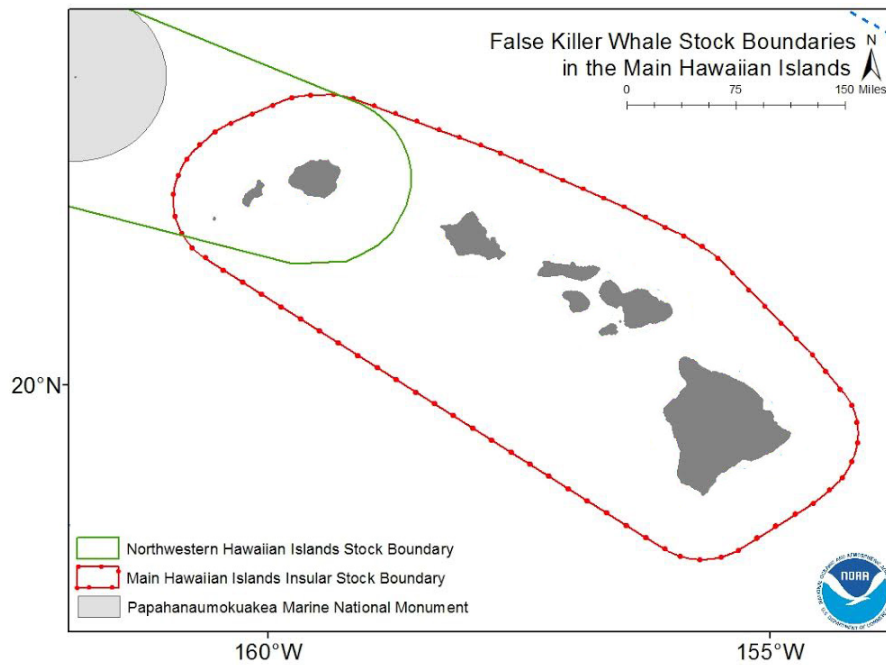 False Killer Whale Stock Boundaries
in the Main Hawaiian Islands
N
0 75 150 Miles
20°N
Northwestern Hawaiian Islands Stock Boundary
Main Hawaiian Islands Insular Stock Boundary
Papahanaumokuakea Marine National Monument
NOAA
160°W 155°W